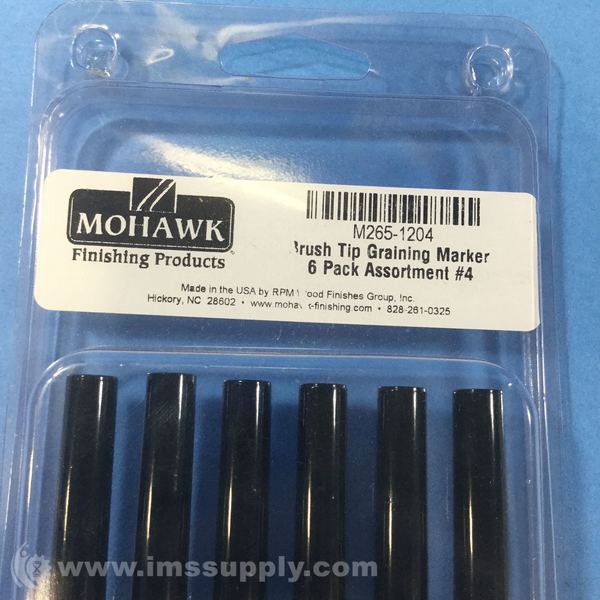 MOHAWK
Finishing Products
M265-1204
Brush Tip Graining Marker
6 Pack Assortment #4
Made in the USA by RPM Wood Finishes Group, Inc.
Hickory, NC 28602 • www.mohawk-finishing.com • 828-261-0325
www.imssupply.com